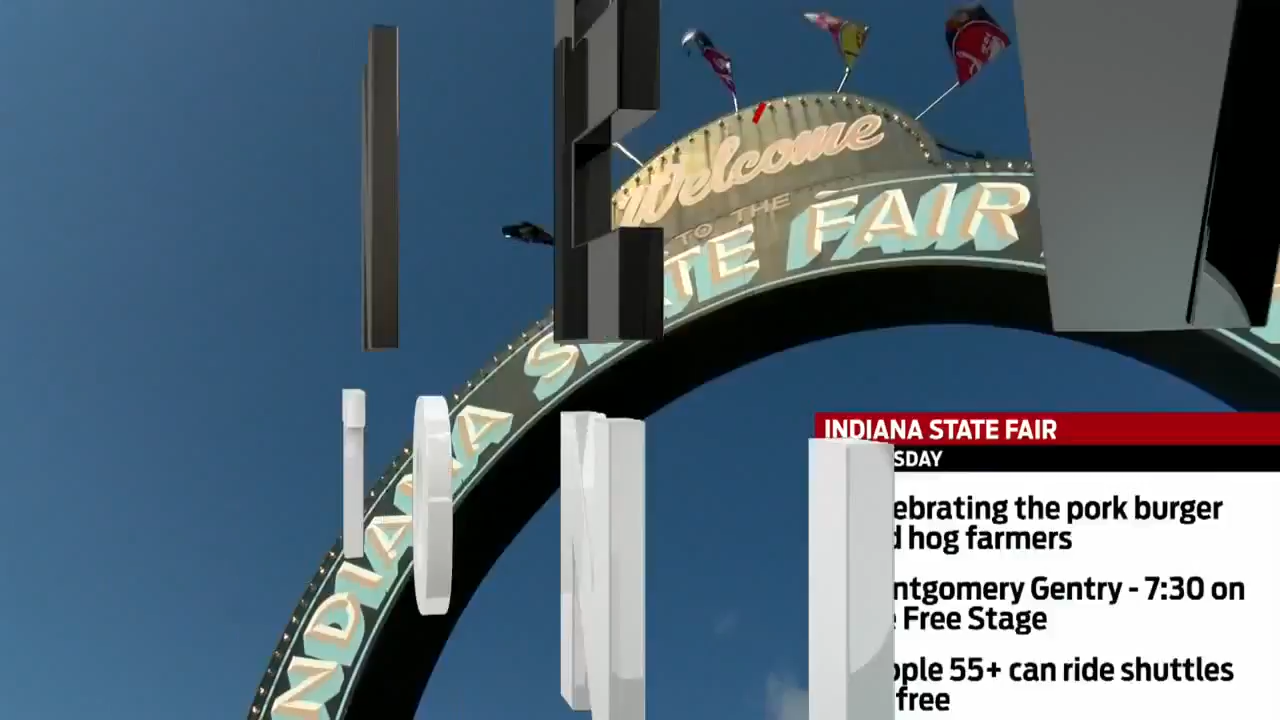 Welcome
TO THE
INDIANA STATE FAIR
INDIANA STATE FAIR
SDAY
ebrating the pork burger
d hog farmers
ntgomery Gentry - 7:30 on
Free Stage
ople 55+ can ride shuttles
free